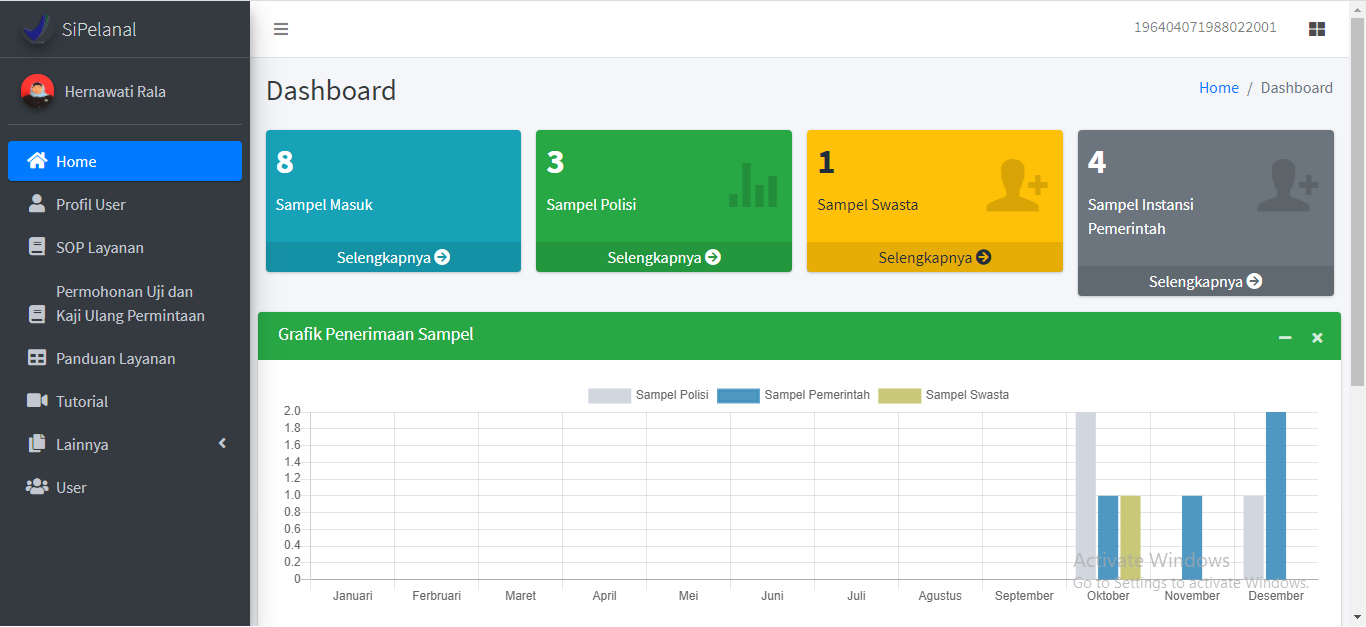 SiPelanal
196404071988022001
Hernawati Rala
Dashboard
Home / Dashboard
Home
Profil User
SOP Layanan
Permohonan Uji dan
Kaji Ulang Permintaan
Panduan Layanan
Tutorial
Lainnya
User
8
Sampel Masuk
Selengkapnya
3
Sampel Polisi
Selengkapnya
1
Sampel Swasta
Selengkapnya
4
Sampel Instansi
Pemerintah
Selengkapnya
Grafik Penerimaan Sampel
Sampel Polisi Sampel Pemerintah Sampel Swasta
2.0
1.8
1.6
1.4
1.2
1.0
0.8
0.6
0.4
0.2
0
Januari Ferbruari Maret April Mei Juni Juli Agustus September Oktober November Desember
Activate Windows
Go to Settings to activate Windows.